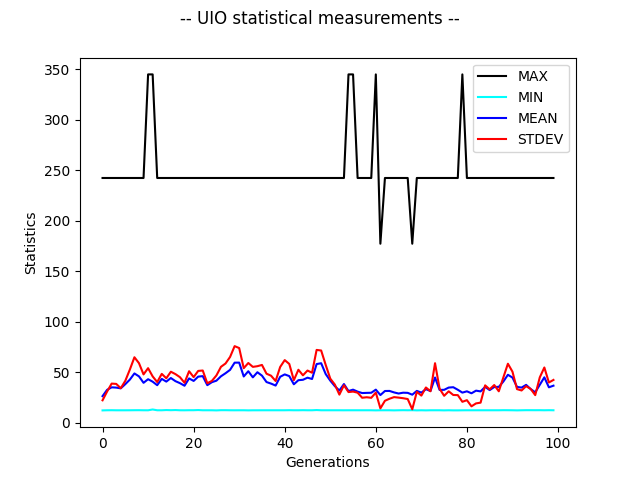 -- UIO statistical measurements --
350
300
250
200
150
100
50
0
Statistics
MAX
MIN
MEAN
STDEV
0 20 40 60 80 100
Generations